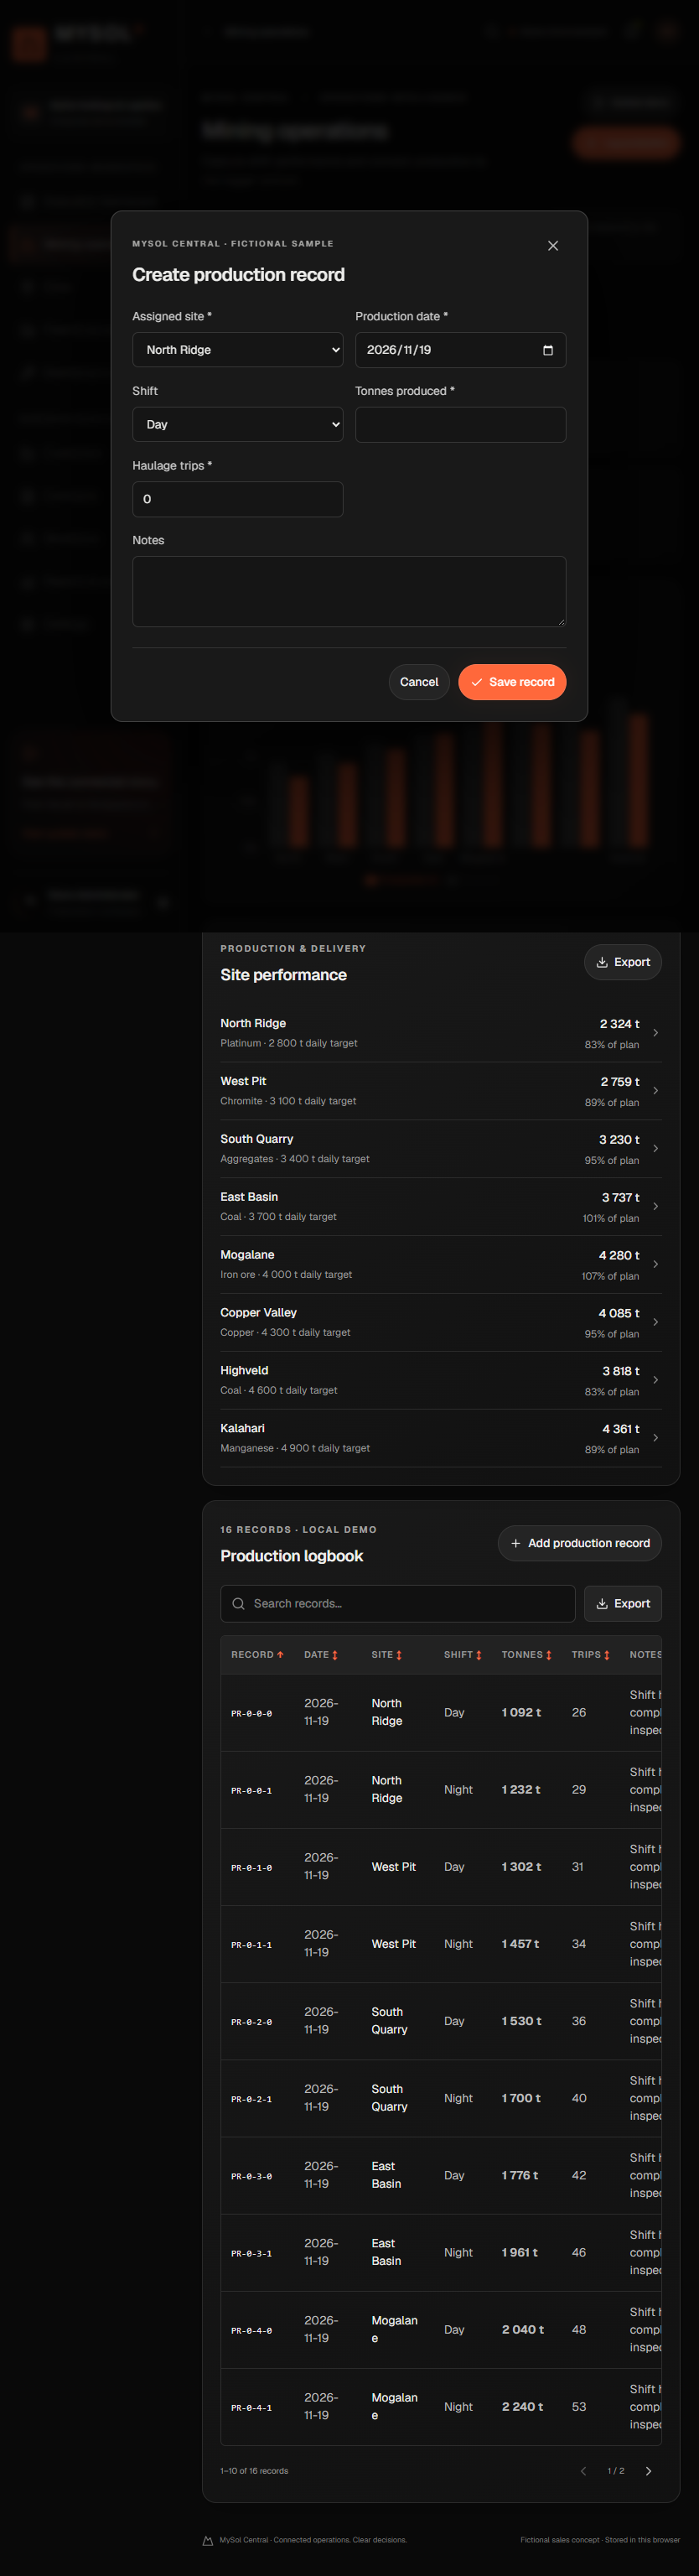 MYSOL
Mining operations
MYSOL CENTRAL · FICTIONAL SAMPLE
Create production record
Assigned site *
Production date *
North Ridge
2026/11/19
Shift
Tonnes produced *
Day
Haulage trips *
0
Notes
Cancel
Save record
PRODUCTION & DELIVERY
Site performance
Export
North Ridge
2 324 t
Platinum · 2 800 t daily target
83% of plan
West Pit
2 759 t
Chromite · 3 100 t daily target
89% of plan
South Quarry
3 230 t
Aggregates · 3 400 t daily target
95% of plan
East Basin
3 737 t
Coal · 3 700 t daily target
101% of plan
Mogalane
4 280 t
Iron ore · 4 000 t daily target
107% of plan
Copper Valley
4 085 t
Copper · 4 300 t daily target
95% of plan
Highveld
3 818 t
Coal · 4 600 t daily target
83% of plan
Kalahari
4 361 t
Manganese · 4 900 t daily target
89% of plan
16 RECORDS · LOCAL DEMO
Production logbook
Add production record
Search records...
Export
RECORD DATE SITE SHIFT TONNES TRIPS NOTES
PR-0-0-0 2026-11-19 North Ridge Day 1 092 t 26 Shift
PR-0-0-1 2026-11-19 North Ridge Night 1 232 t 29 Shift
PR-0-1-0 2026-11-19 West Pit Day 1 302 t 31 Shift
PR-0-1-1 2026-11-19 West Pit Night 1 457 t 34 Shift
PR-0-2-0 2026-11-19 South Quarry Day 1 530 t 36 Shift
PR-0-2-1 2026-11-19 South Quarry Night 1 700 t 40 Shift
PR-0-3-0 2026-11-19 East Basin Day 1 776 t 42 Shift
PR-0-3-1 2026-11-19 East Basin Night 1 961 t 46 Shift
PR-0-4-0 2026-11-19 Mogalane Day 2 040 t 48 Shift
PR-0-4-1 2026-11-19 Mogalane Night 2 240 t 53 Shift
1–10 of 16 records
1 / 2
MySol Central · Connected operations. Clear decisions.
Fictional sales concept · Stored in this browser